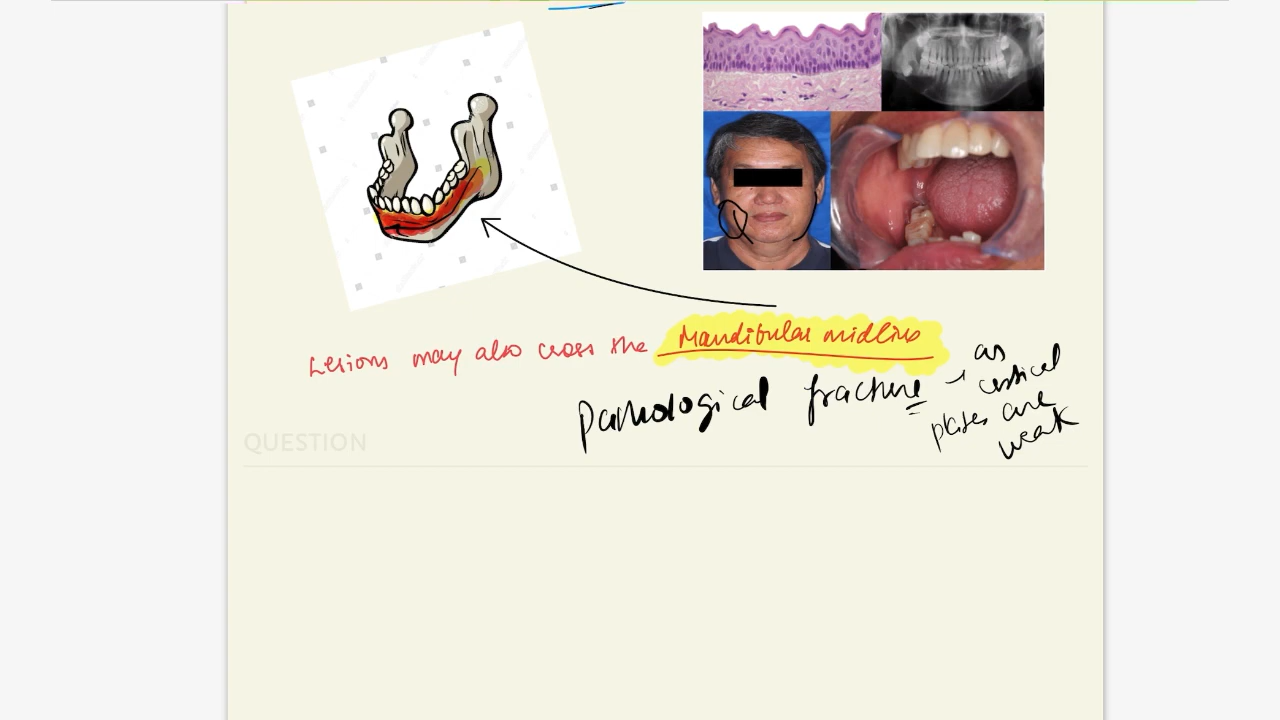 Lesions may also cross the Mandibular midline
Pathological fracture → as
cortical
plates are
weak
QUESTION